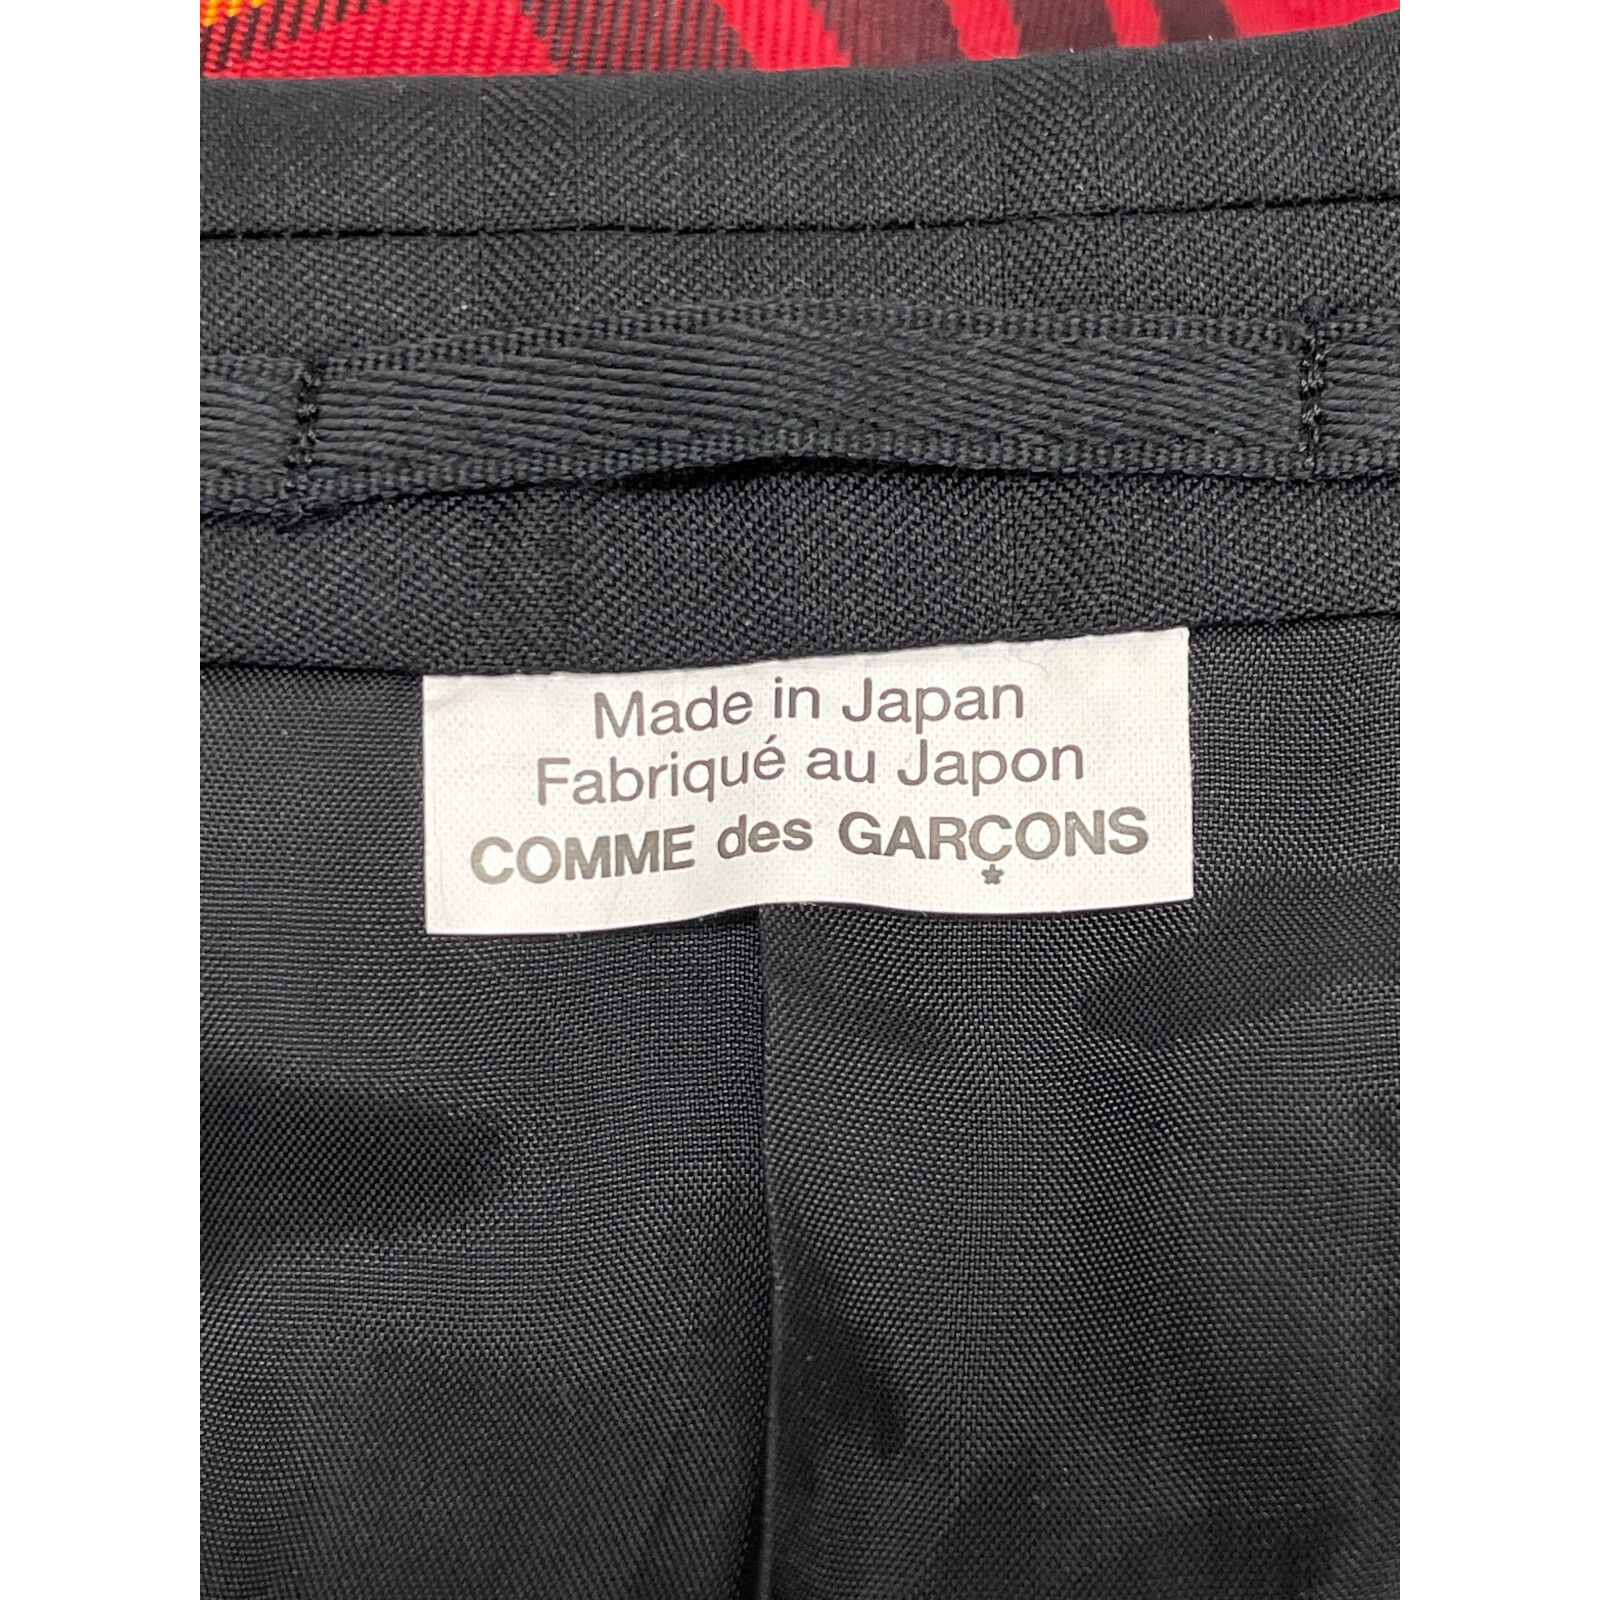 Made in Japan
Fabriqué au Japon
COMME des GARÇONS